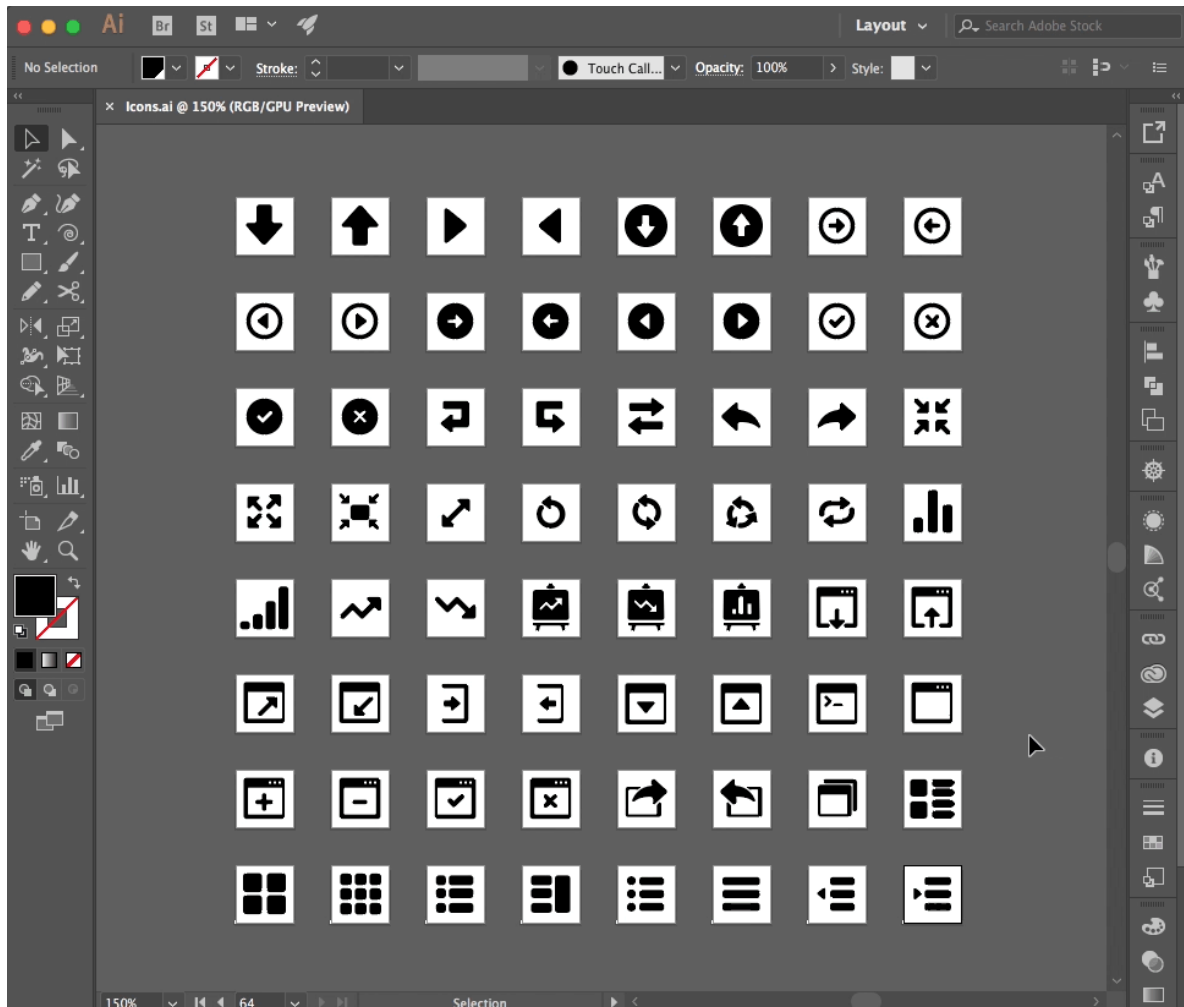 Ai Br St Layout Search Adobe Stock
No Selection Stroke: Touch Call... Opacity: 100% Style:
× Icons.ai @ 150% (RGB/GPU Preview)
150% 64 Selection